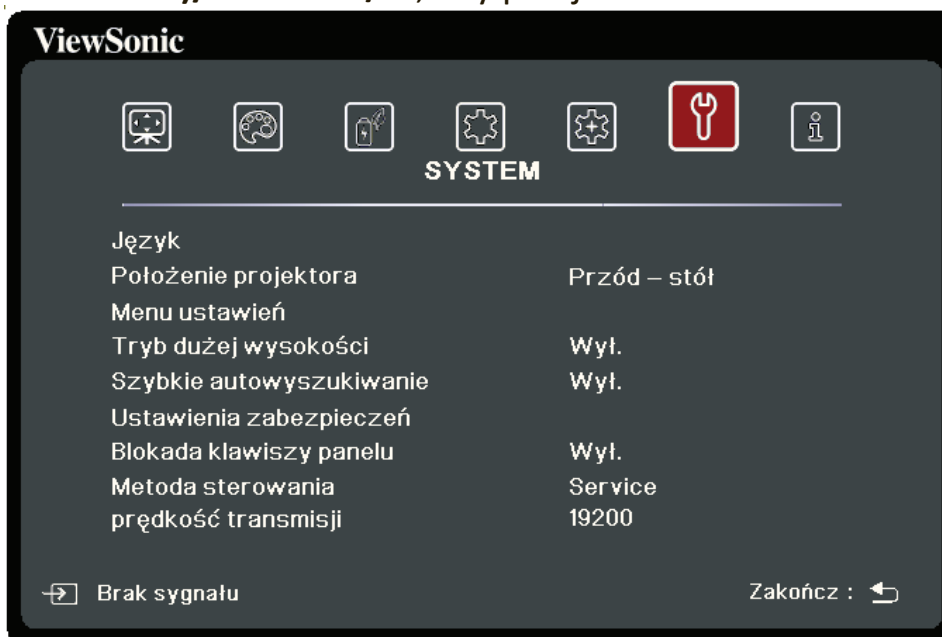 ViewSonic
SYSTEM
Język
Położenie projektora Przód – stół
Menu ustawień
Tryb dużej wysokości Wył.
Szybkie autowyszukiwanie Wył.
Ustawienia zabezpieczeń
Blokada klawiszy panelu Wył.
Metoda sterowania Service
prędkość transmisji 19200
Brak sygnału Zakończ :